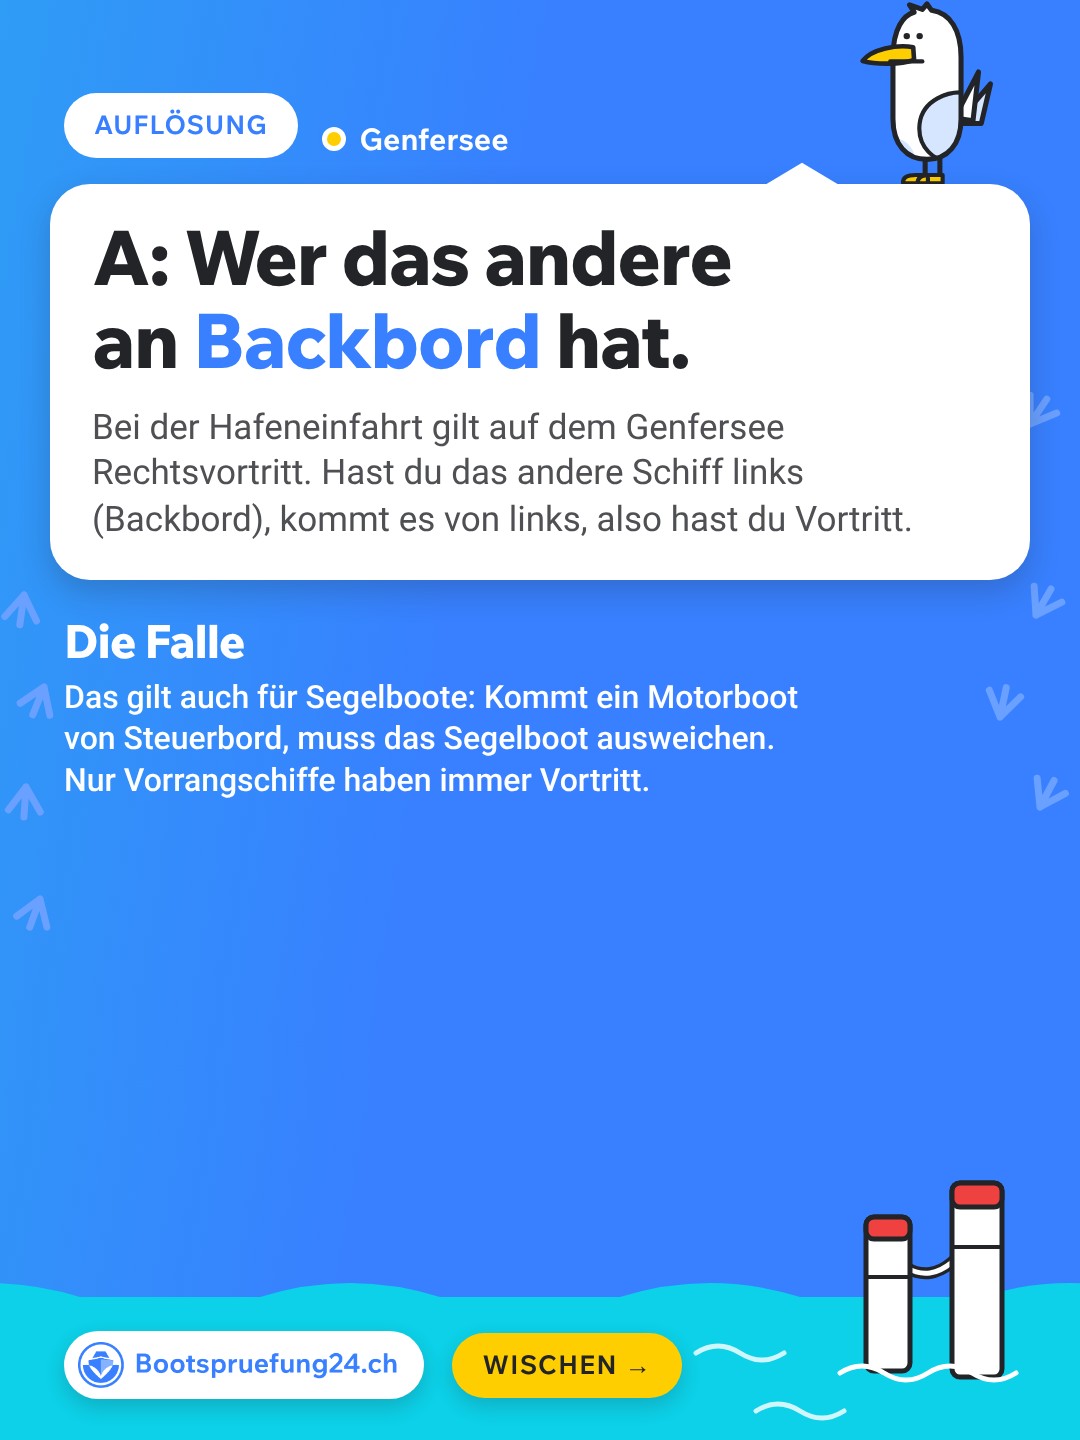 AUFLÖSUNG
Genfersee
A: Wer das andere
an Backbord hat.
Bei der Hafeneinfahrt gilt auf dem Genfersee
Rechtsvortritt. Hast du das andere Schiff links
(Backbord), kommt es von links, also hast du Vortritt.
Die Falle
Das gilt auch für Segelboote: Kommt ein Motorboot
von Steuerbord, muss das Segelboot ausweichen.
Nur Vorrangschiffe haben immer Vortritt.
Bootspruefung24.ch
WISCHEN →